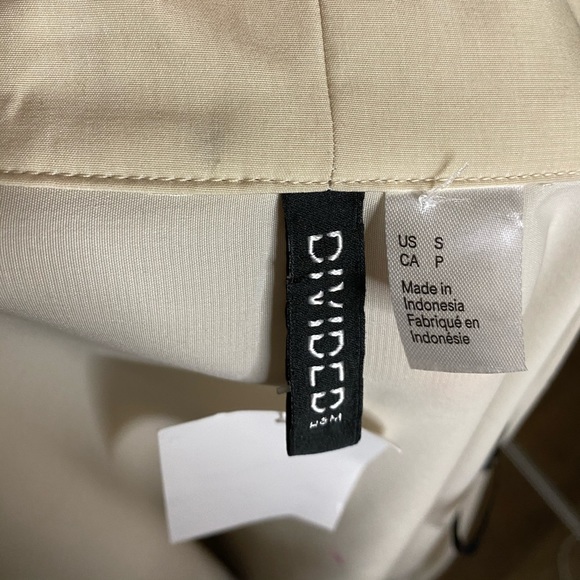 DIVIDED
H&M
US S
CA P
Made in
Indonesia
Fabriqué en
Indonésie